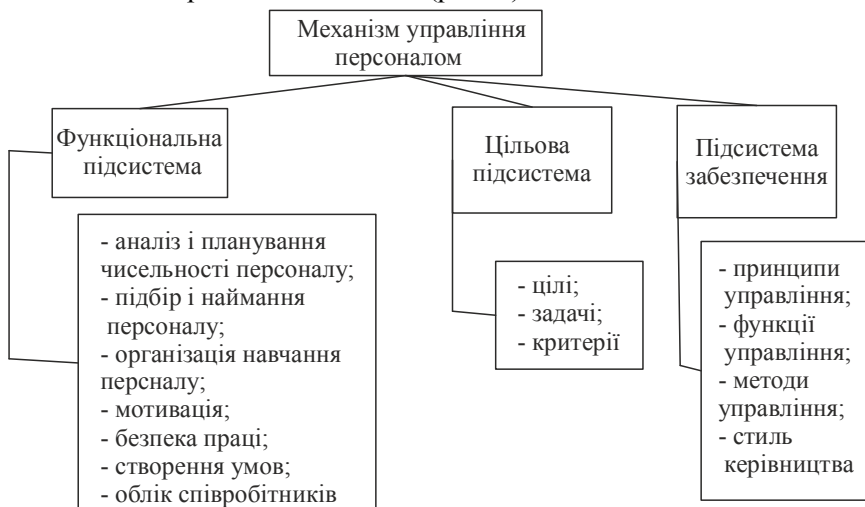 Механізм управління
персоналом
Функціональна
підсистема
Цільова
підсистема
Підсистема
забезпечення
- аналіз і планування
чисельності персоналу;
- підбір і наймання
персоналу;
- організація навчання
перcналу;
- мотивація;
- безпека праці;
- створення умов;
- облік співробітників
- цілі;
- задачі;
- критерії
- принципи
управління;
- функції
управління;
- методи
управління;
- стиль
керівництва